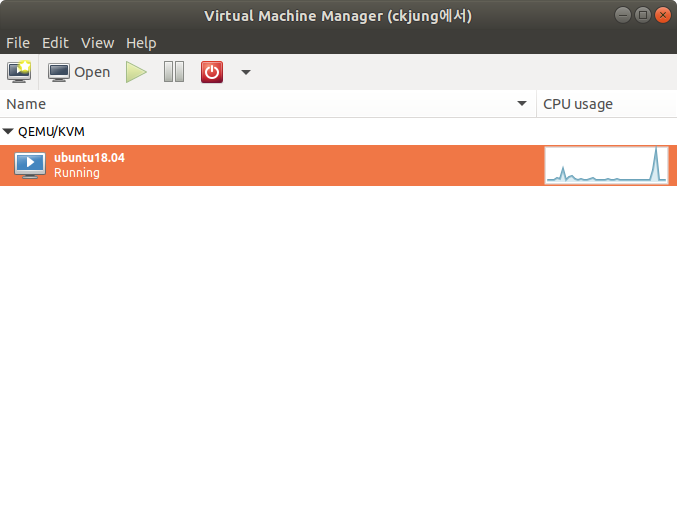 Virtual Machine Manager (ckjung에서)
File Edit View Help
Open
Name CPU usage
QEMU/KVM
ubuntu18.04
Running